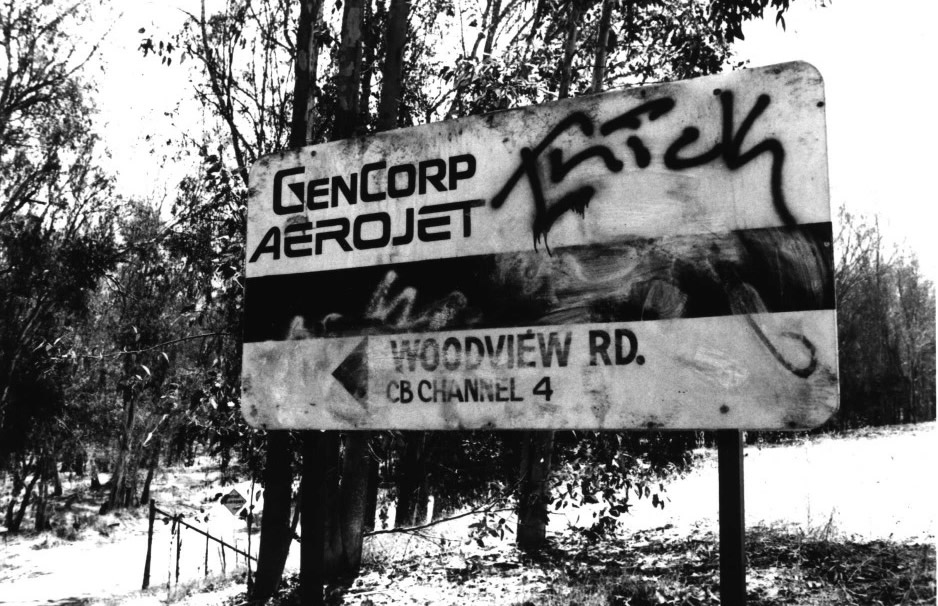 GENCORP
AEROJET
WOODVIEW RD.
CB CHANNEL 4